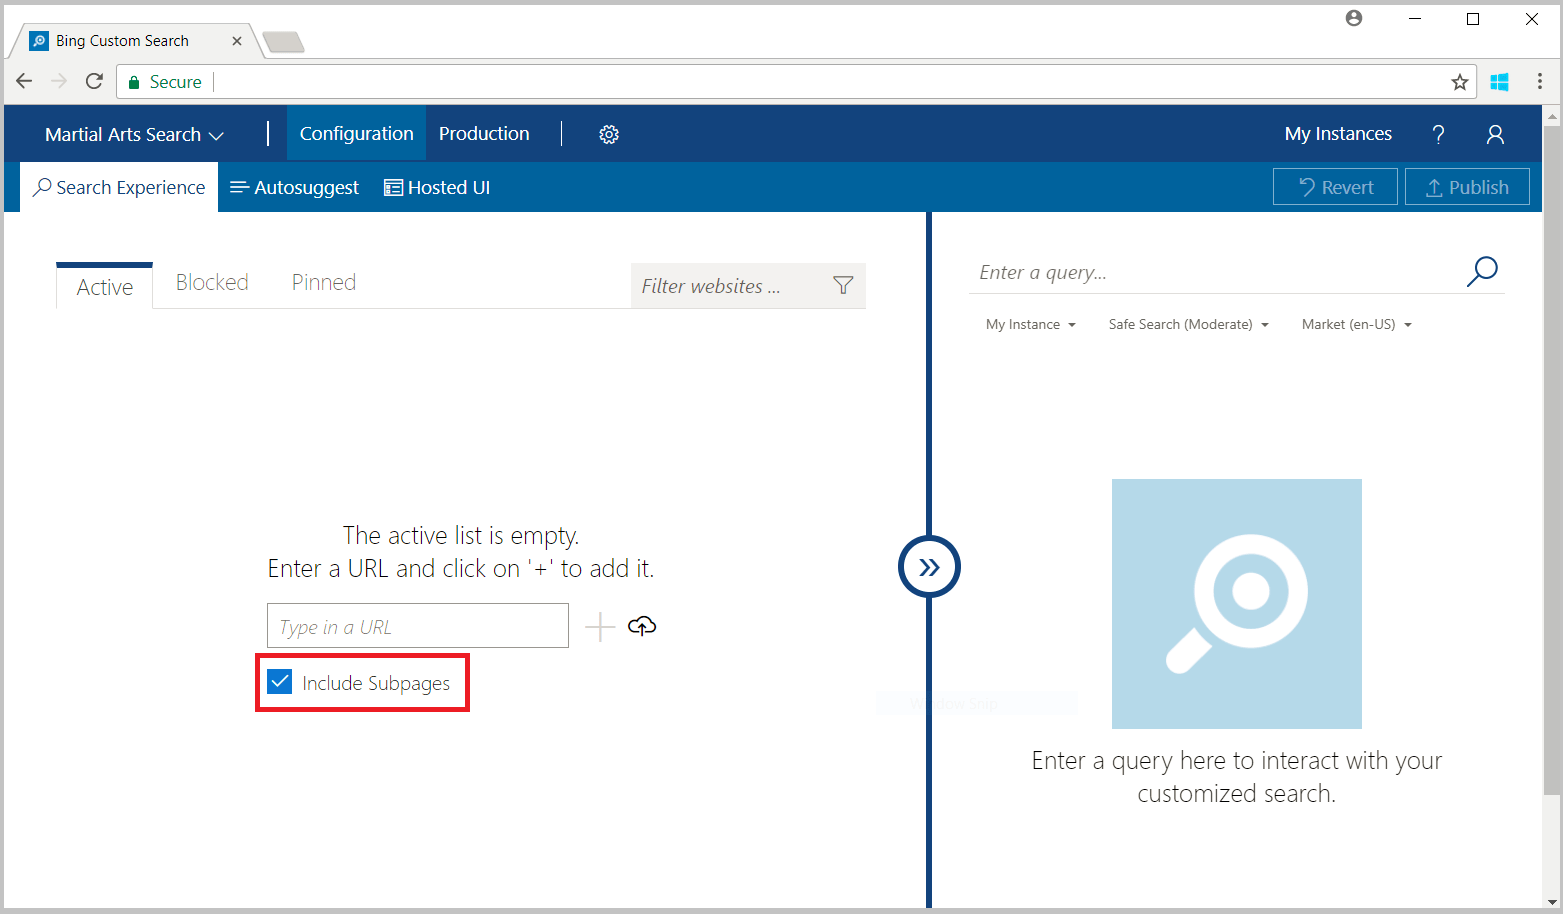 Bing Custom Search
Secure
Martial Arts Search
Configuration
Production
My Instances
?
Search Experience
Autosuggest
Hosted UI
Revert
Publish
Active
Blocked
Pinned
Filter websites ...
Enter a query...
My Instance
Safe Search (Moderate)
Market (en-US)
The active list is empty.
Enter a URL and click on '+' to add it.
Type in a URL
Include Subpages
Window Snip
Enter a query here to interact with your
customized search.